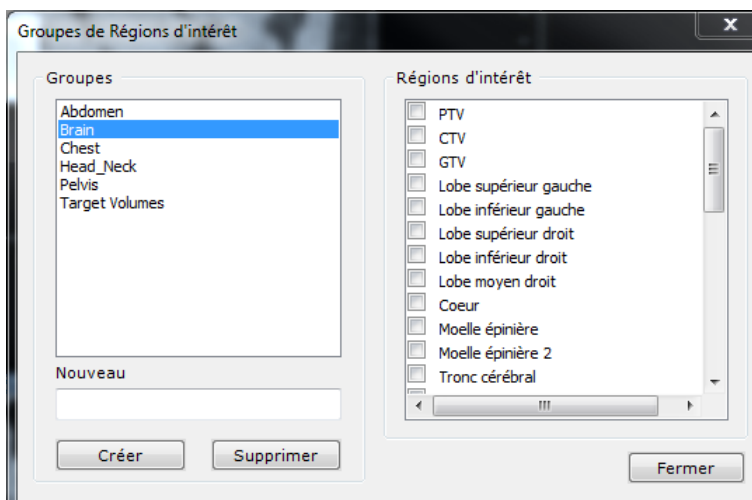 Groupes de Régions d'intérêt
x
Groupes
Abdomen
Brain
Chest
Head_Neck
Pelvis
Target Volumes
Nouveau
Créer
Supprimer
Régions d'intérêt
PTV
CTV
GTV
Lobe supérieur gauche
Lobe inférieur gauche
Lobe supérieur droit
Lobe inférieur droit
Lobe moyen droit
Coeur
Moelle épinière
Moelle épinière 2
Tronc cérébral
Fermer